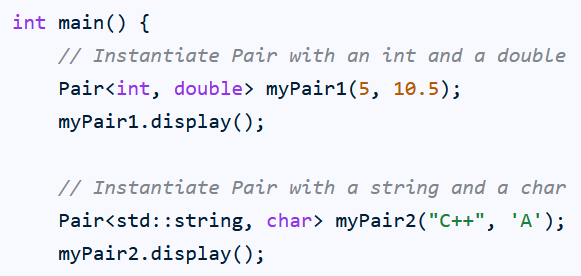 int main() {
    // Instantiate Pair with an int and a double
    Pair<int, double> myPair1(5, 10.5);
    myPair1.display();

    // Instantiate Pair with a string and a char
    Pair<std::string, char> myPair2("C++", 'A');
    myPair2.display();